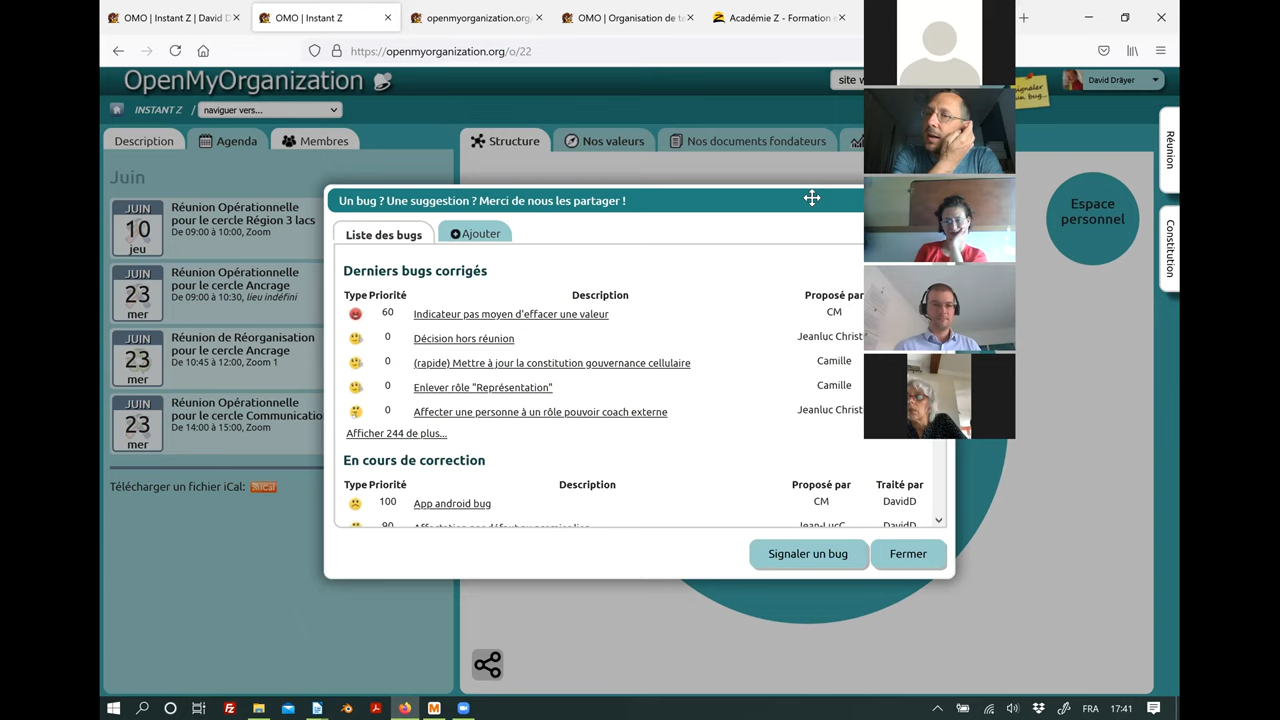 OMO | Instant Z | David D
OMO | Instant Z
openmyorganization.org/
OMO | Organisation de te
Académie Z - Formation e
https://openmyorganization.org/o/22
OpenMyOrganization
site w
signaler un bug...
David Dräyer
INSTANT Z / naviguer vers...
Description
Agenda
Membres
Structure
Nos valeurs
Nos documents fondateurs
Réunion
Constitution
Espace personnel
Juin
JUIN 10 jeu
Réunion Opérationnelle
pour le cercle Région 3 lacs
De 09:00 à 10:00, Zoom
JUIN 23 mer
Réunion Opérationnelle
pour le cercle Ancrage
De 09:00 à 10:30, lieu indéfini
JUIN 23 mer
Réunion de Réorganisation
pour le cercle Ancrage
De 10:45 à 12:00, Zoom 1
JUIN 23 mer
Réunion Opérationnelle
pour le cercle Communicatio
De 14:00 à 15:00, Zoom
Télécharger un fichier iCal: iCal
Un bug ? Une suggestion ? Merci de nous les partager !
Liste des bugs
Ajouter
Derniers bugs corrigés
Type Priorité Description Proposé par
60 Indicateur pas moyen d'effacer une valeur CM
0 Décision hors réunion Jeanluc Christ
0 (rapide) Mettre à jour la constitution gouvernance cellulaire Camille
0 Enlever rôle "Représentation" Camille
0 Affecter une personne à un rôle pouvoir coach externe Jeanluc Christ
Afficher 244 de plus...
En cours de correction
Type Priorité Description Proposé par Traité par
100 App android bug CM DavidD
90 Jean-LucC DavidD
Signaler un bug
Fermer
FRA 17:41